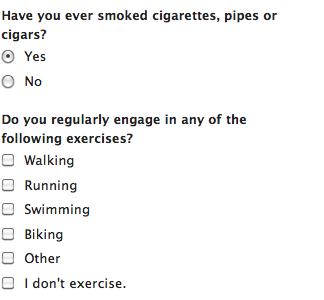 Have you ever smoked cigarettes, pipes or
cigars?
Yes
No
Do you regularly engage in any of the
following exercises?
Walking
Running
Swimming
Biking
Other
I don't exercise.